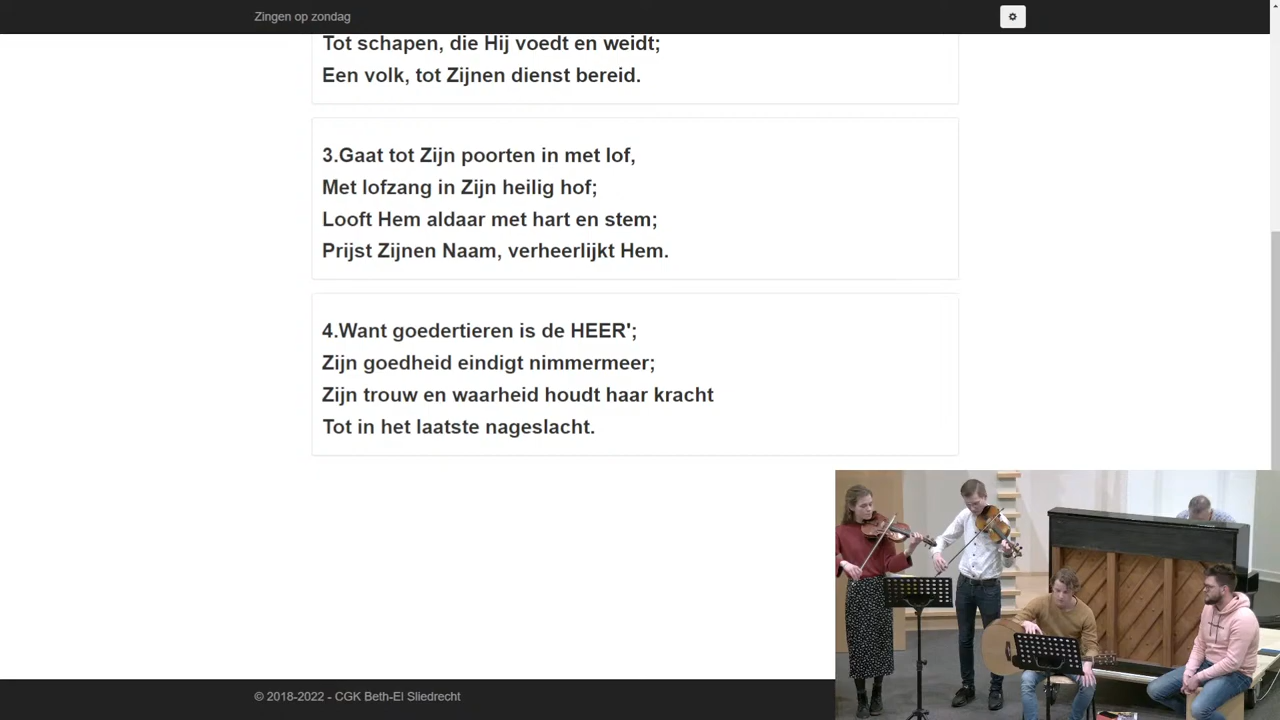 Zingen op zondag
Tot schapen, die Hij voedt en weidt;
Een volk, tot Zijnen dienst bereid.
3.Gaat tot Zijn poorten in met lof,
Met lofzang in Zijn heilig hof;
Looft Hem aldaar met hart en stem;
Prijst Zijnen Naam, verheerlijkt Hem.
4.Want goedertieren is de HEER';
Zijn goedheid eindigt nimmermeer;
Zijn trouw en waarheid houdt haar kracht
Tot in het laatste nageslacht.
© 2018-2022 - CGK Beth-El Sliedrecht